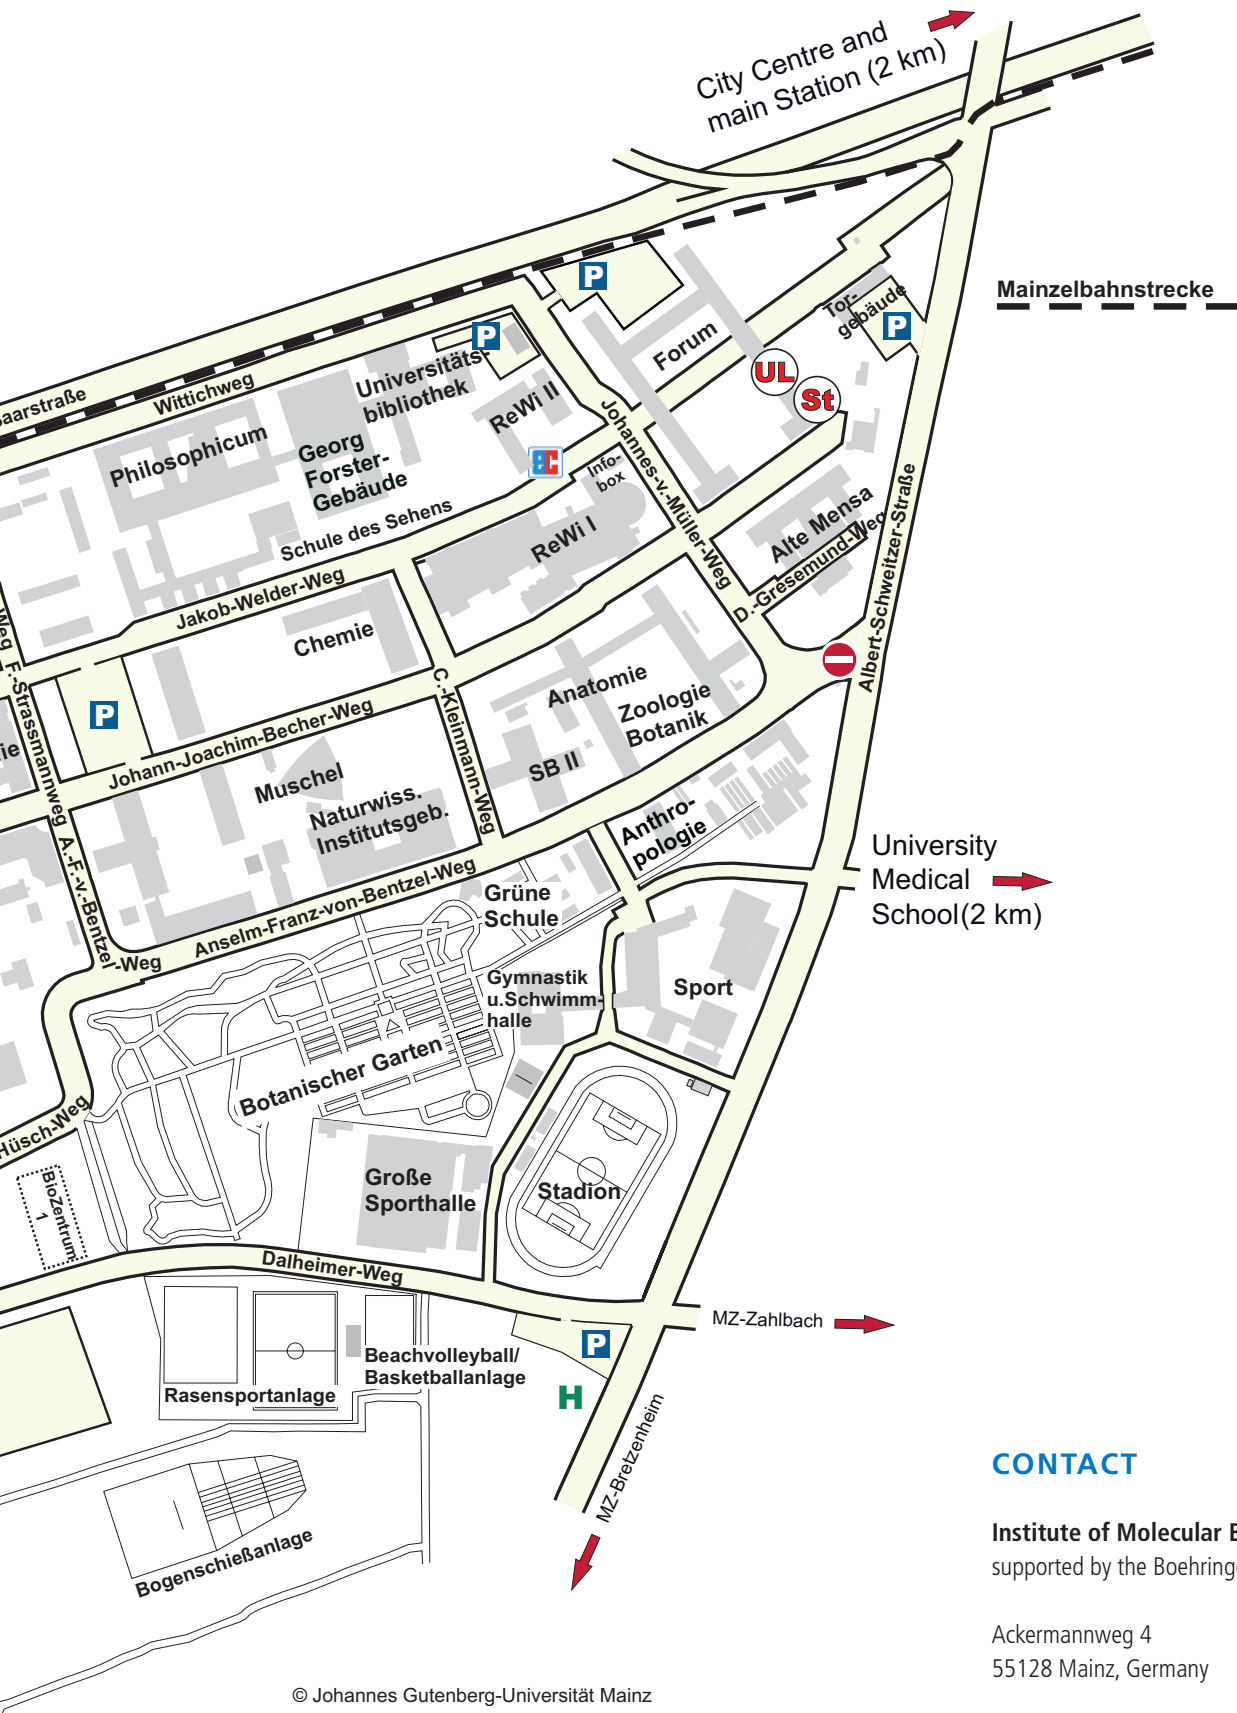 City Centre and
main Station (2 km)
Mainzelbahnstrecke
P
P
P
Tor-
gebäude
Forum
UL
St
Saarstraße
Wittichweg
Universitäts-
bibliothek
ReWi II
Philosophicum
Georg
Forster-
Gebäude
EC
Info-
box
Johannes-v.-Müller-Weg
Schule des Sehens
ReWi I
Alte Mensa
D.-Gresemund-Weg
Albert-Schweitzer-Straße
Jakob-Welder-Weg
Chemie
Weg
F.-Strassmannweg
P
Johann-Joachim-Becher-Weg
C.-Kleinmann-Weg
Anatomie
Zoologie
Botanik
SB II
Muschel
Naturwiss.
Institutsgeb.
ie
Anthro-
pologie
University
Medical
School(2 km)
A.-F.-v.-Bentzel
-Weg
Anselm-Franz-von-Bentzel-Weg
Grüne
Schule
Gymnastik
u.Schwimm-
halle
Sport
Botanischer Garten
Hüsch-Weg
BioZentrum
1
Große
Sporthalle
Stadion
Dalheimer-Weg
MZ-Zahlbach
P
H
Beachvolleyball/
Basketballanlage
Rasensportanlage
MZ-Bretzenheim
Bogenschießanlage
CONTACT
Institute of Molecular B
supported by the Boehring
Ackermannweg 4
55128 Mainz, Germany
© Johannes Gutenberg-Universität Mainz